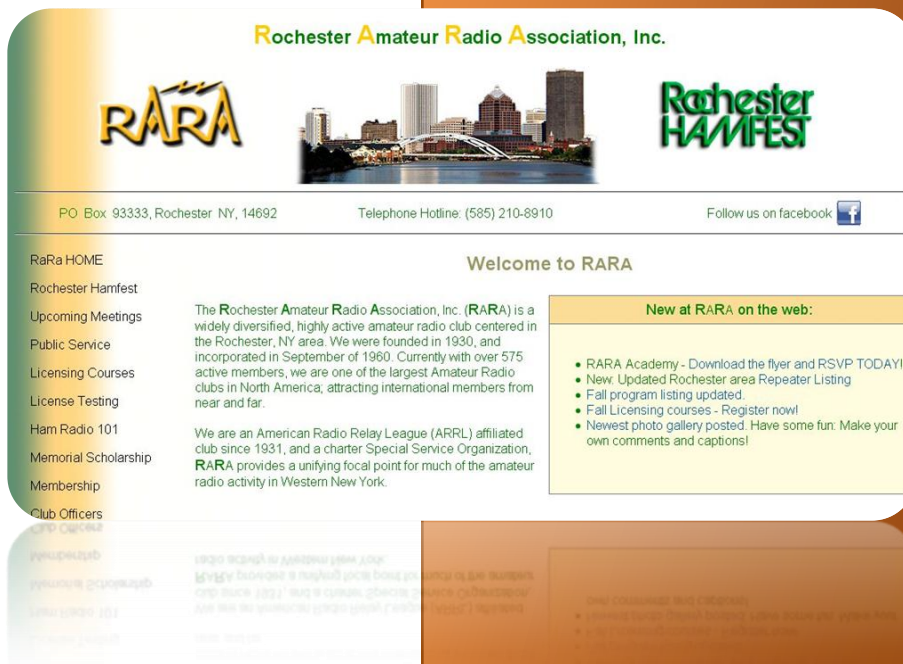 Rochester Amateur Radio Association, Inc.
RARA
Rochester
HAMFEST
PO Box 93333, Rochester NY, 14692
Telephone Hotline: (585) 210-8910
Follow us on facebook
RaRa HOME
Rochester Hamfest
Upcoming Meetings
Public Service
Licensing Courses
License Testing
Ham Radio 101
Memorial Scholarship
Membership
Club Officers
Welcome to RARA
The Rochester Amateur Radio Association, Inc. (RARA) is a
widely diversified, highly active amateur radio club centered in
the Rochester, NY area. We were founded in 1930, and
incorporated in September of 1960. Currently with over 575
active members, we are one of the largest Amateur Radio
clubs in North America; attracting international members from
near and far.
We are an American Radio Relay League (ARRL) affiliated
club since 1931, and a charter Special Service Organization,
RARA provides a unifying focal point for much of the amateur
radio activity in Western New York.
New at RARA on the web:
• RARA Academy - Download the flyer and RSVP TODAY!
• New: Updated Rochester area Repeater Listing
• Fall program listing updated.
• Fall Licensing courses - Register now!
• Newest photo gallery posted. Have some fun: Make your
own comments and captions!